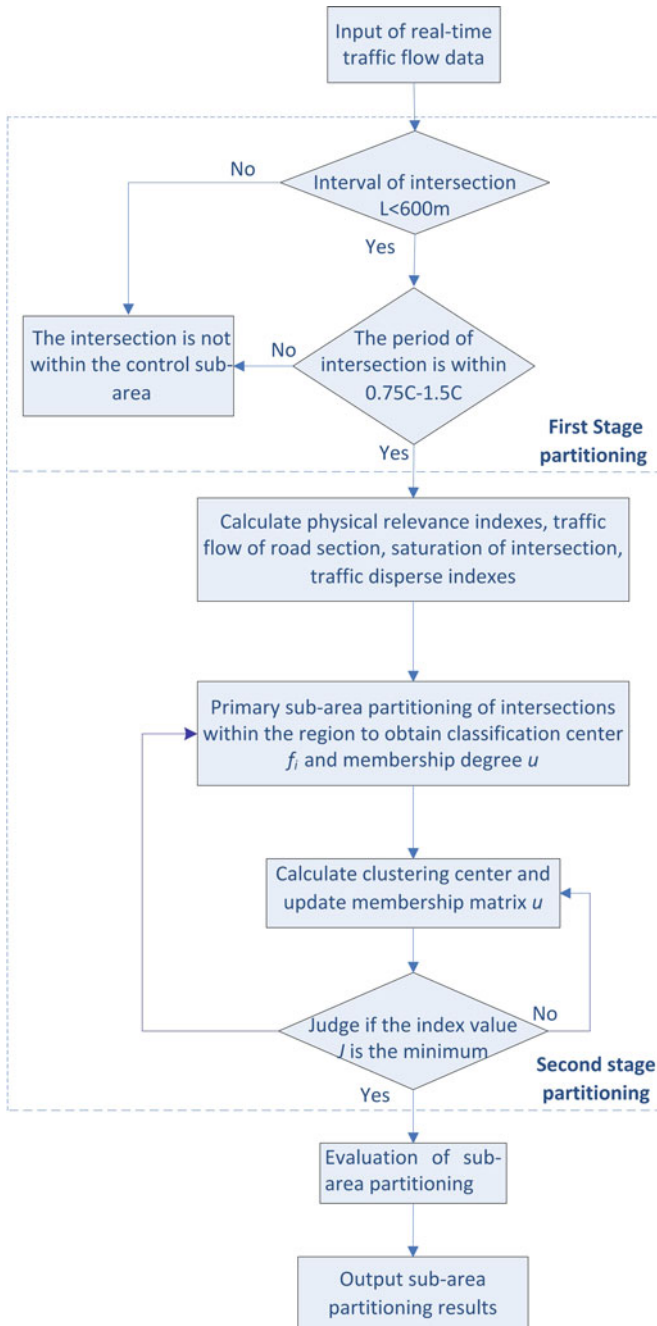 Input of real-time
traffic flow data
No
Interval of intersection
L<600m
Yes
The intersection is not
within the control sub-
area
No
The period of
intersection is within
0.75C-1.5C
First Stage
partitioning
Yes
Calculate physical relevance indexes, traffic
flow of road section, saturation of intersection,
traffic disperse indexes
Primary sub-area partitioning of intersections
within the region to obtain classification center
fᵢ and membership degree u
Calculate clustering center and
update membership matrix u
Judge if the index value
J is the minimum
No
Second stage
partitioning
Yes
Evaluation of sub-
area partitioning
Output sub-area
partitioning results